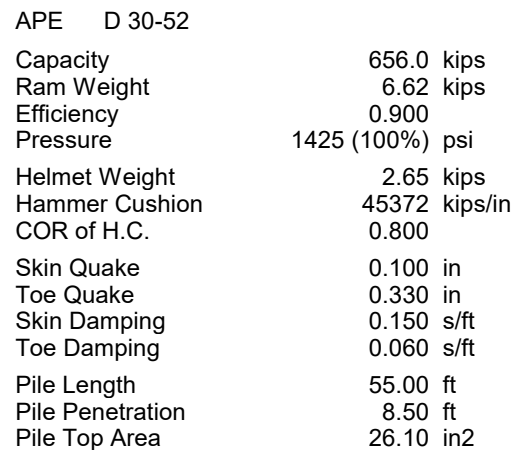 APE D 30-52
Capacity 656.0 kips
Ram Weight 6.62 kips
Efficiency 0.900
Pressure 1425 (100%) psi
Helmet Weight 2.65 kips
Hammer Cushion 45372 kips/in
COR of H.C. 0.800
Skin Quake 0.100 in
Toe Quake 0.330 in
Skin Damping 0.150 s/ft
Toe Damping 0.060 s/ft
Pile Length 55.00 ft
Pile Penetration 8.50 ft
Pile Top Area 26.10 in2